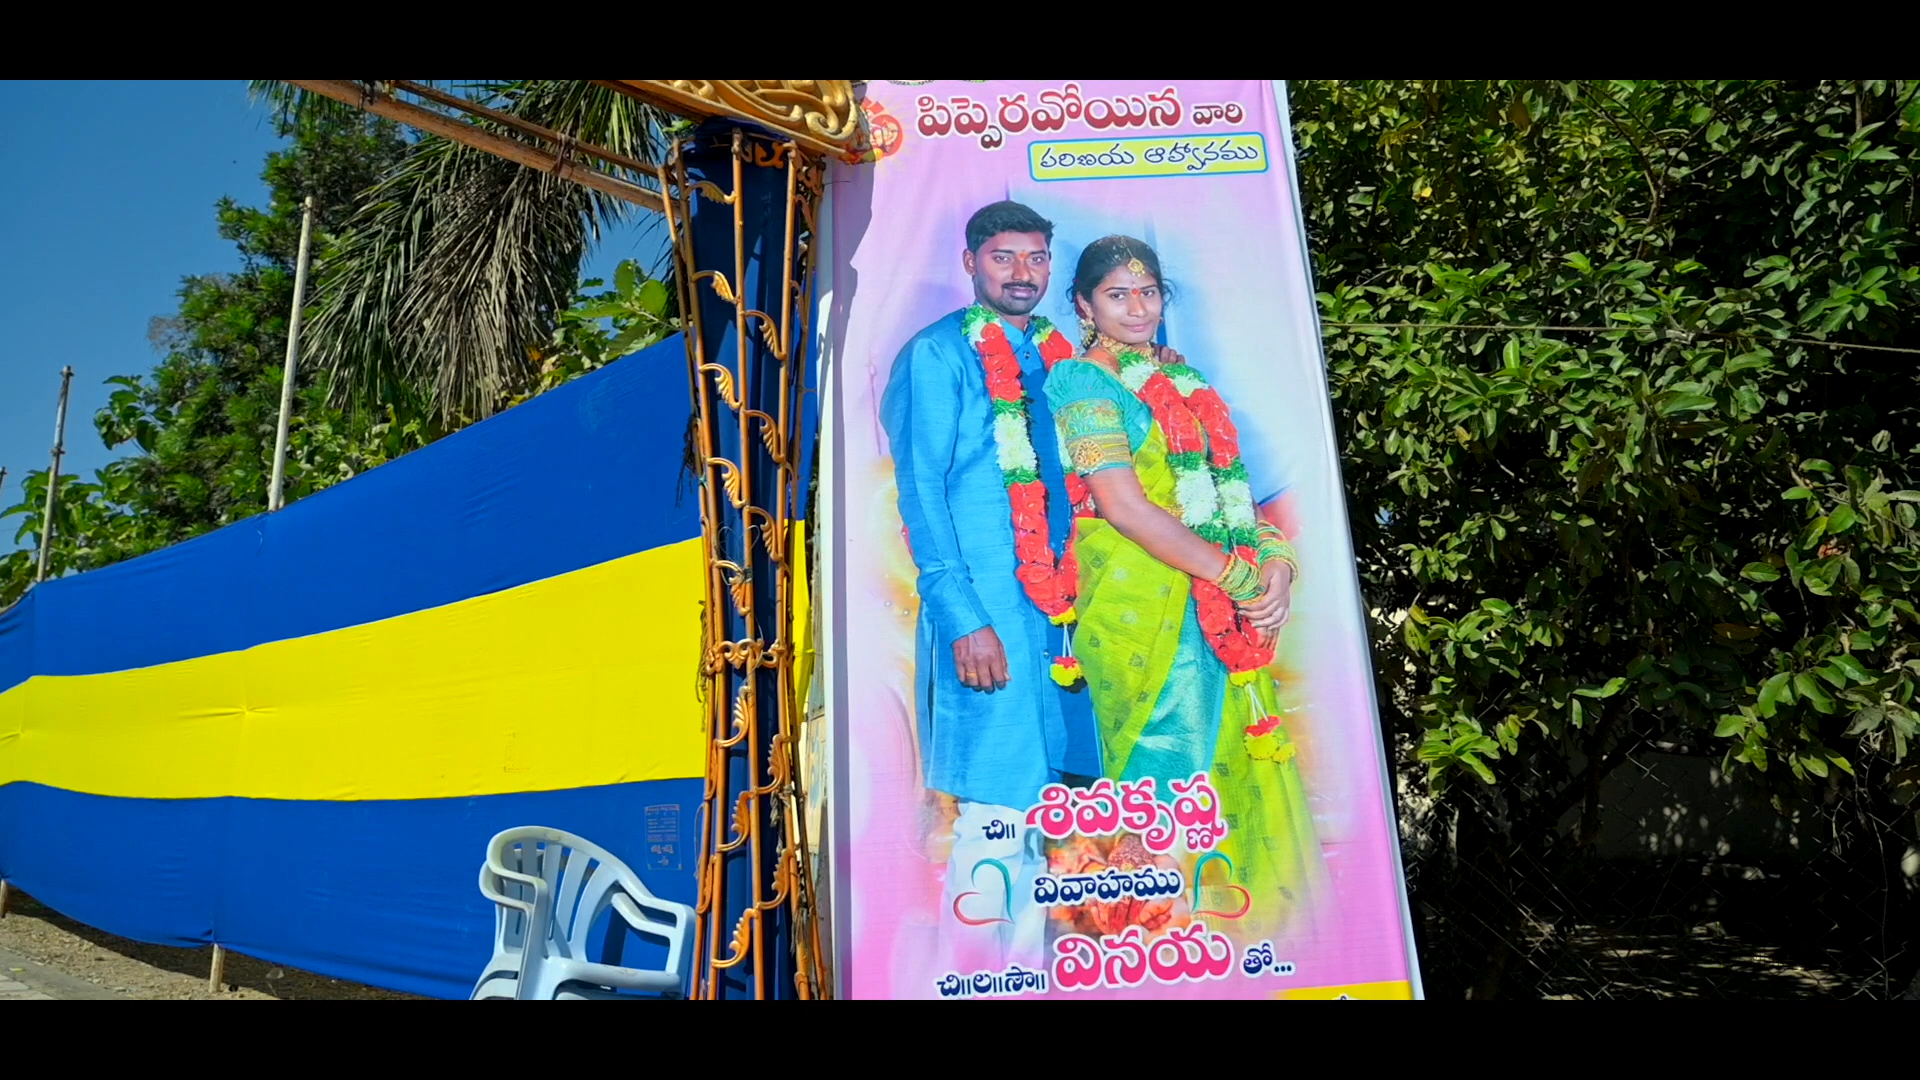 పిప్పెరవోయిన వారి
పరిణయ ఆహ్వానము
చి॥ శివకృష్ణ
వివాహము
చి॥ల॥సౌ॥ వినయ తో...